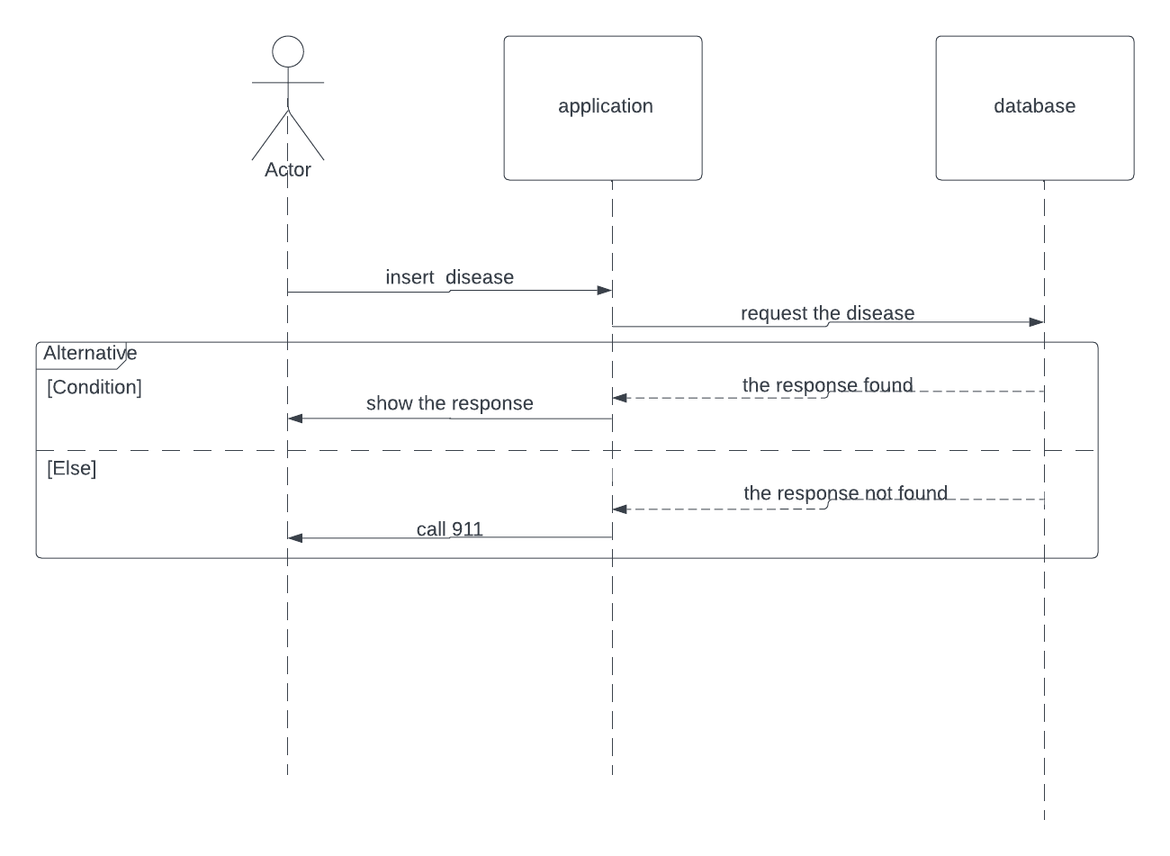 Actor
application
database
insert  disease
request the disease
Alternative
[Condition]
the response found
show the response
[Else]
the response not found
call 911